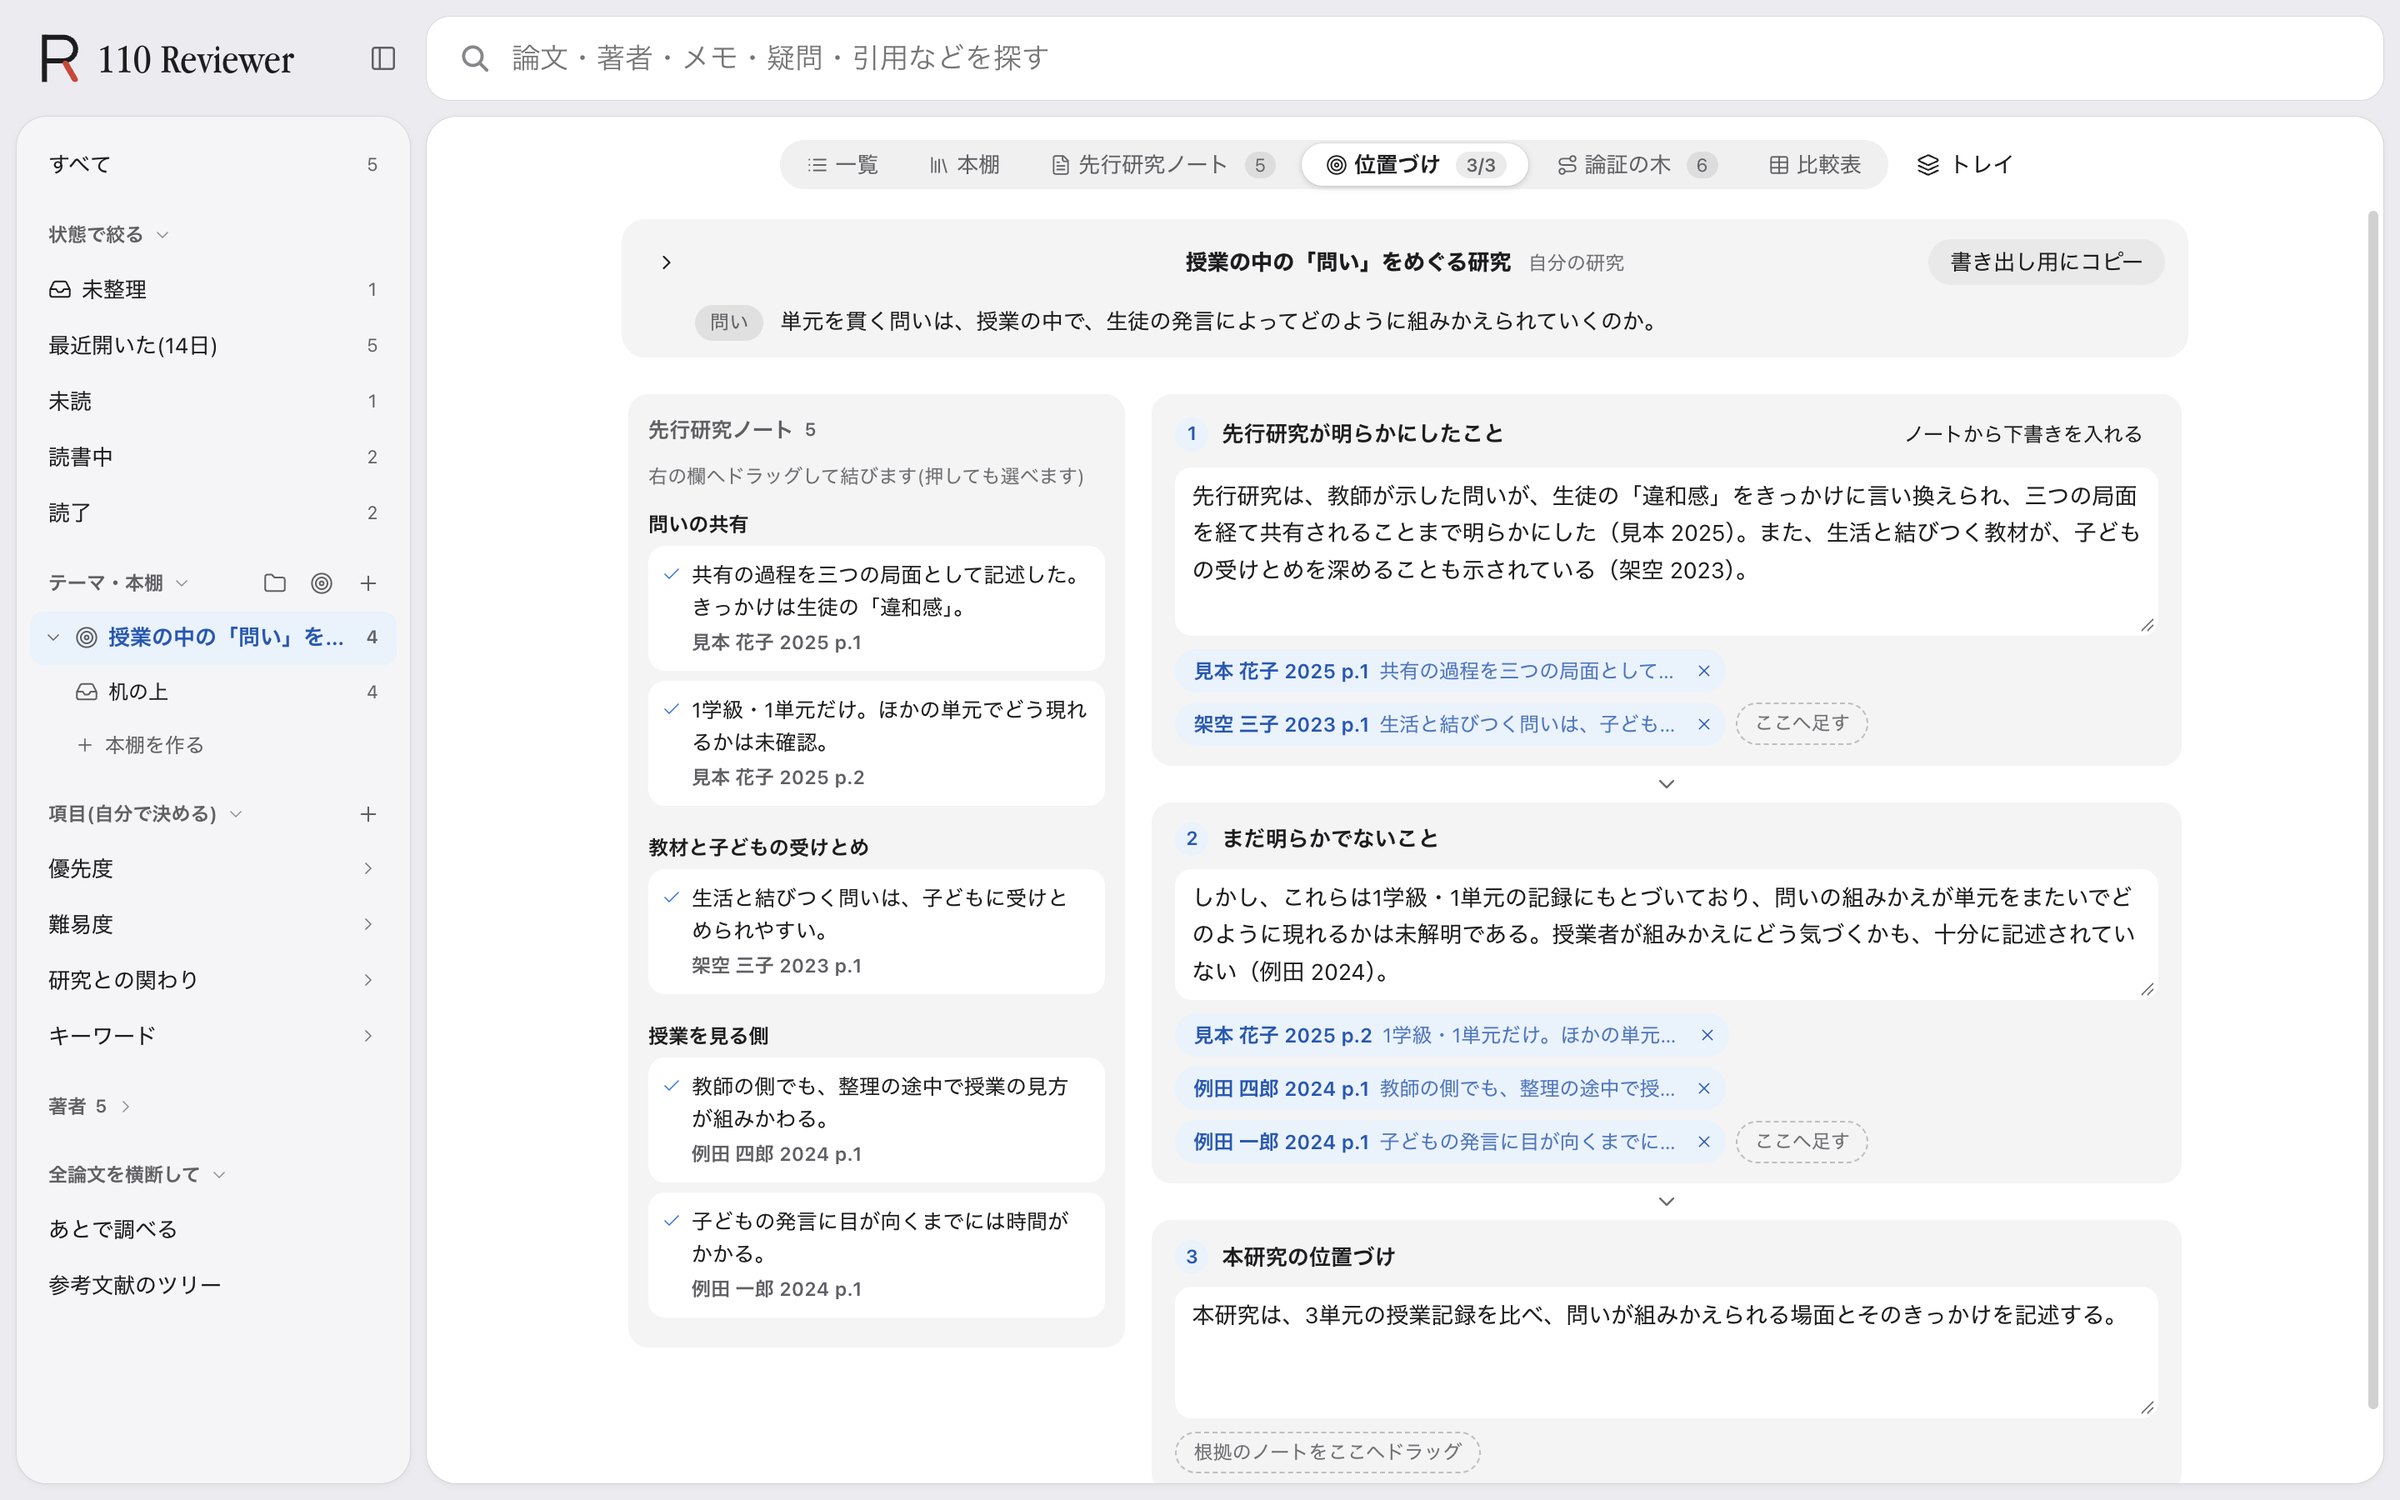 110 Reviewer
論文・著者・メモ・疑問・引用などを探す
すべて 5
状態で絞る
未整理 1
最近開いた(14日) 5
未読 1
読書中 2
読了 2
テーマ・本棚
授業の中の「問い」を... 4
机の上 4
本棚を作る
項目(自分で決める)
優先度
難易度
研究との関わり
キーワード
著者 5
全論文を横断して
あとで調べる
参考文献のツリー
一覧 本棚 先行研究ノート 5 位置づけ 3/3 論証の木 6 比較表 トレイ
授業の中の「問い」をめぐる研究 自分の研究 書き出し用にコピー
問い 単元を貫く問いは、授業の中で、生徒の発言によってどのように組みかえられていくのか。
先行研究ノート 5
右の欄へドラッグして結びます(押しても選べます)
問いの共有
共有の過程を三つの局面として記述した。
きっかけは生徒の「違和感」。
見本 花子 2025 p.1
1学級・1単元だけ。ほかの単元でどう現れ
るかは未確認。
見本 花子 2025 p.2
教材と子どもの受けとめ
生活と結びつく問いは、子どもに受けと
められやすい。
架空 三子 2023 p.1
授業を見る側
教師の側でも、整理の途中で授業の見方
が組みかわる。
例田 四郎 2024 p.1
子どもの発言に目が向くまでには時間が
かかる。
例田 一郎 2024 p.1
1 先行研究が明らかにしたこと ノートから下書きを入れる
先行研究は、教師が示した問いが、生徒の「違和感」をきっかけに言い換えられ、三つの局面
を経て共有されることまで明らかにした（見本 2025）。また、生活と結びつく教材が、子ども
の受けとめを深めることも示されている（架空 2023）。
見本 花子 2025 p.1 共有の過程を三つの局面として...
架空 三子 2023 p.1 生活と結びつく問いは、子ども... ここへ足す
2 まだ明らかでないこと
しかし、これらは1学級・1単元の記録にもとづいており、問いの組みかえが単元をまたいでど
のように現れるかは未解明である。授業者が組みかえにどう気づくかも、十分に記述されてい
ない（例田 2024）。
見本 花子 2025 p.2 1学級・1単元だけ。ほかの単元...
例田 四郎 2024 p.1 教師の側でも、整理の途中で授...
例田 一郎 2024 p.1 子どもの発言に目が向くまでに... ここへ足す
3 本研究の位置づけ
本研究は、3単元の授業記録を比べ、問いが組みかえられる場面とそのきっかけを記述する。
根拠のノートをここへドラッグ